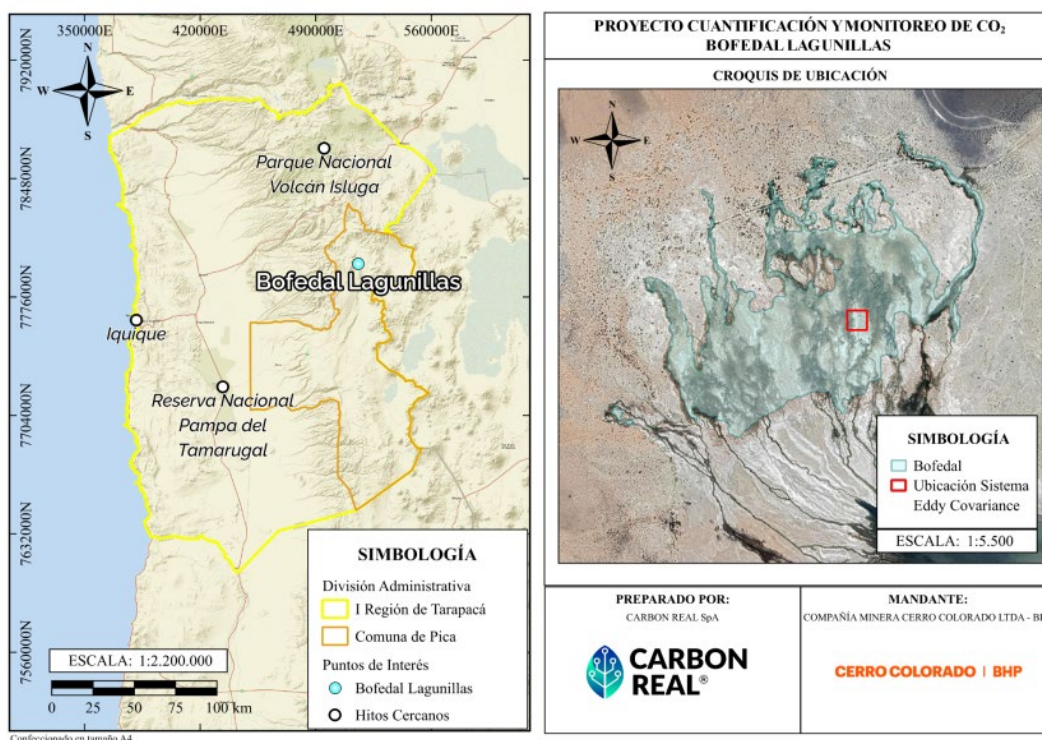 350000E
420000E
490000E
560000E
7920000N
7848000N
7776000N
7704000N
7632000N
7560000N
N
W
E
S
Parque Nacional
Volcán Isluga
Bofedal Lagunillas
Iquique
Reserva Nacional
Pampa del
Tamarugal
ESCALA: 1:2.200.000
0 25 50 75 100 km
SIMBOLOGÍA
División Administrativa
I Región de Tarapacá
Comuna de Pica
Puntos de Interés
Bofedal Lagunillas
Hitos Cercanos
Confeccionado en tamaño A4
PROYECTO CUANTIFICACIÓN Y MONITOREO DE CO₂
BOFEDAL LAGUNILLAS
CROQUIS DE UBICACIÓN
N
W
E
S
SIMBOLOGÍA
Bofedal
Ubicación Sistema
Eddy Covariance
ESCALA: 1:5.500
PREPARADO POR:
CARBON REAL SpA
CARBON
REAL®
MANDANTE:
COMPAÑÍA MINERA CERRO COLORADO LTDA -
CERRO COLORADO | BHP